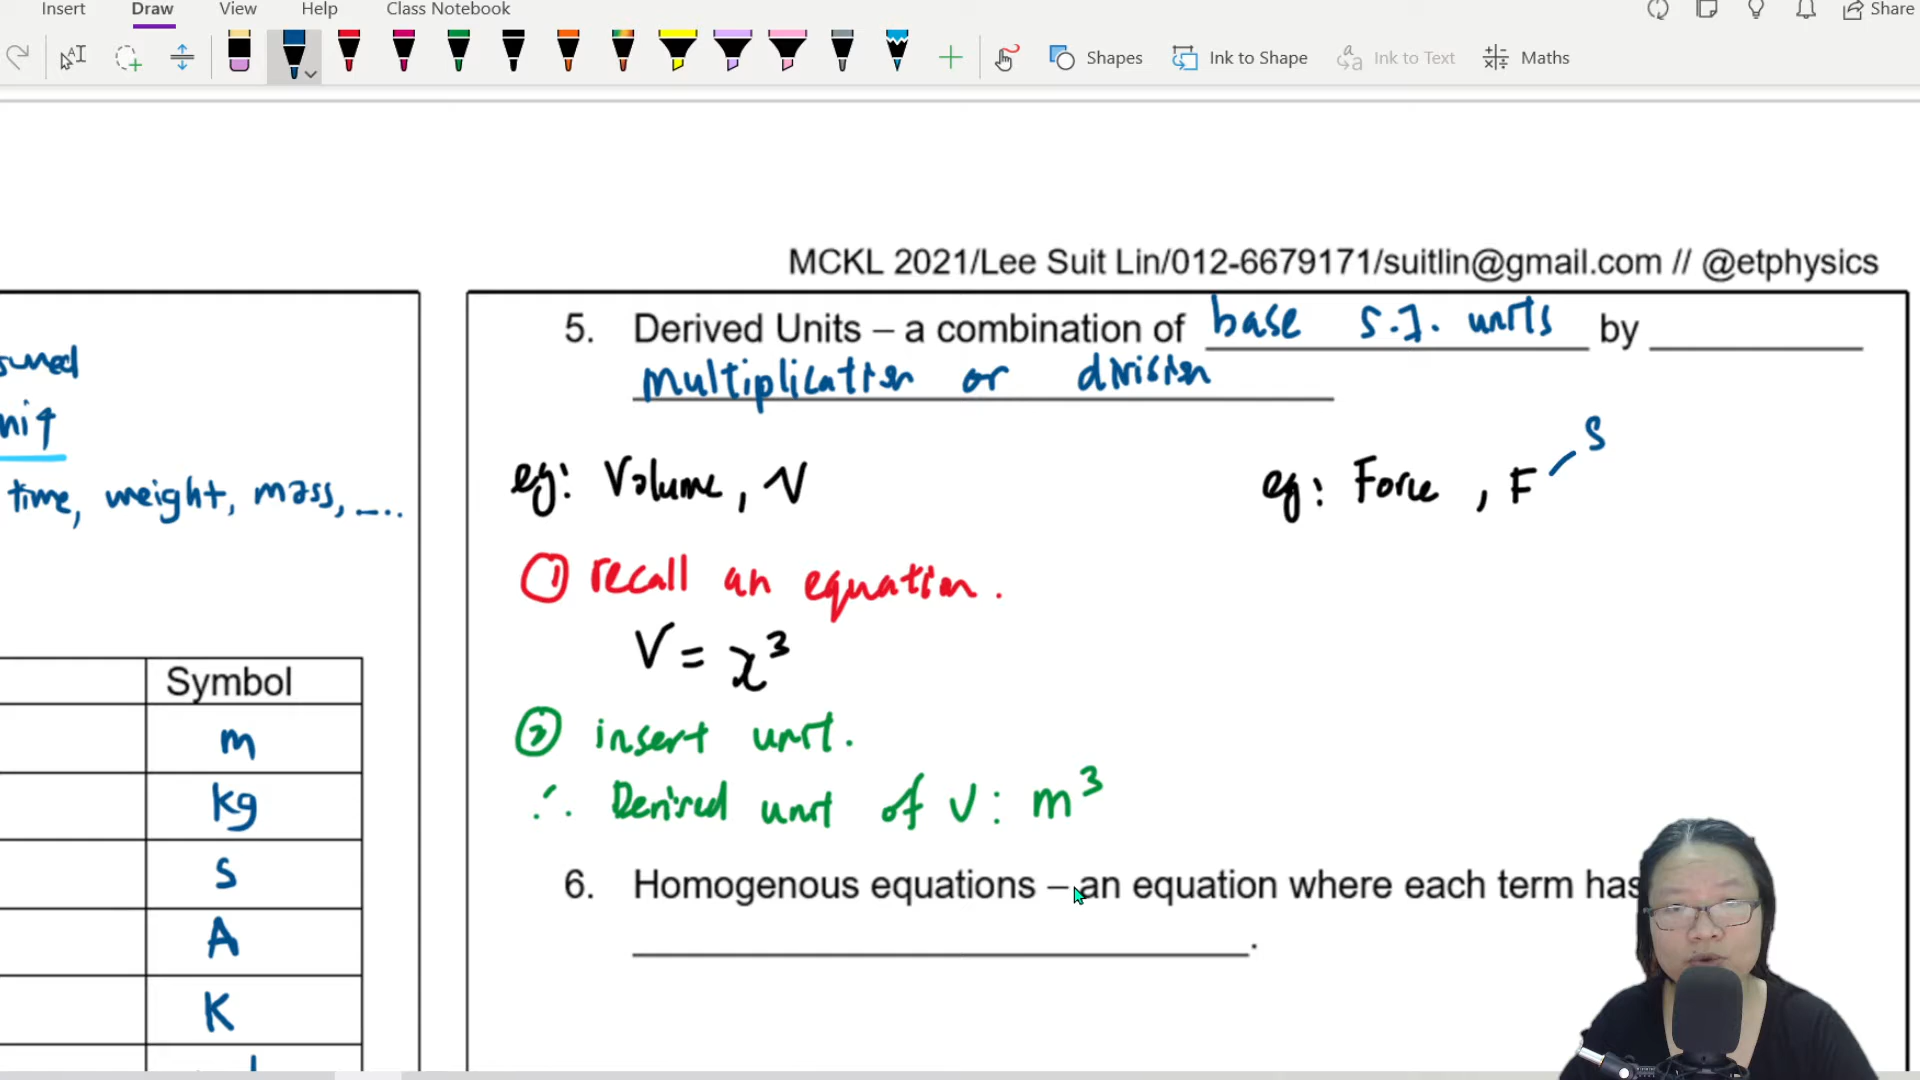 Insert Draw View Help Class Notebook Share
Shapes Ink to Shape Ink to Text Maths
MCKL 2021/Lee Suit Lin/012-6679171/suitlin@gmail.com // @etphysics
time, weight, mass, ....
Symbol
m
kg
s
A
K
5. Derived Units – a combination of base S.I. units by
multiplication or division
eg: Volume, V
eg: Force, F
S
① recall an equation.
V = x³
② insert unit.
∴ Derived unit of V: m³
6. Homogenous equations – an equation where each term has
.